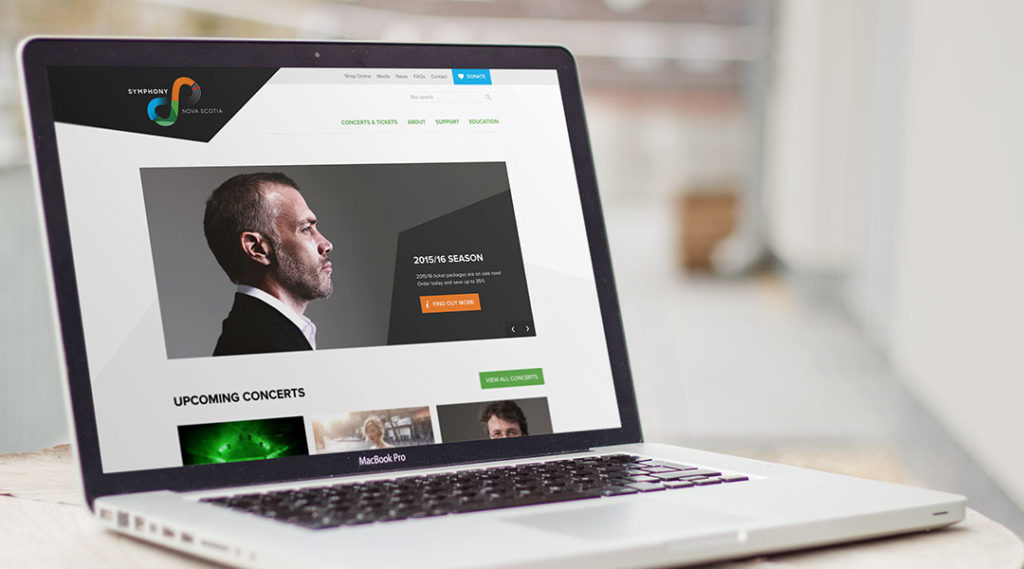 SYMPHONY
NOVA SCOTIA
Shop Online Media News FAQs Contact DONATE
Site search
CONCERTS & TICKETS ABOUT SUPPORT EDUCATION
2015/16 SEASON
2015/16 ticket packages are on sale now!
Order today and save up to 35%
FIND OUT MORE
UPCOMING CONCERTS
VIEW ALL CONCERTS
MacBook Pro